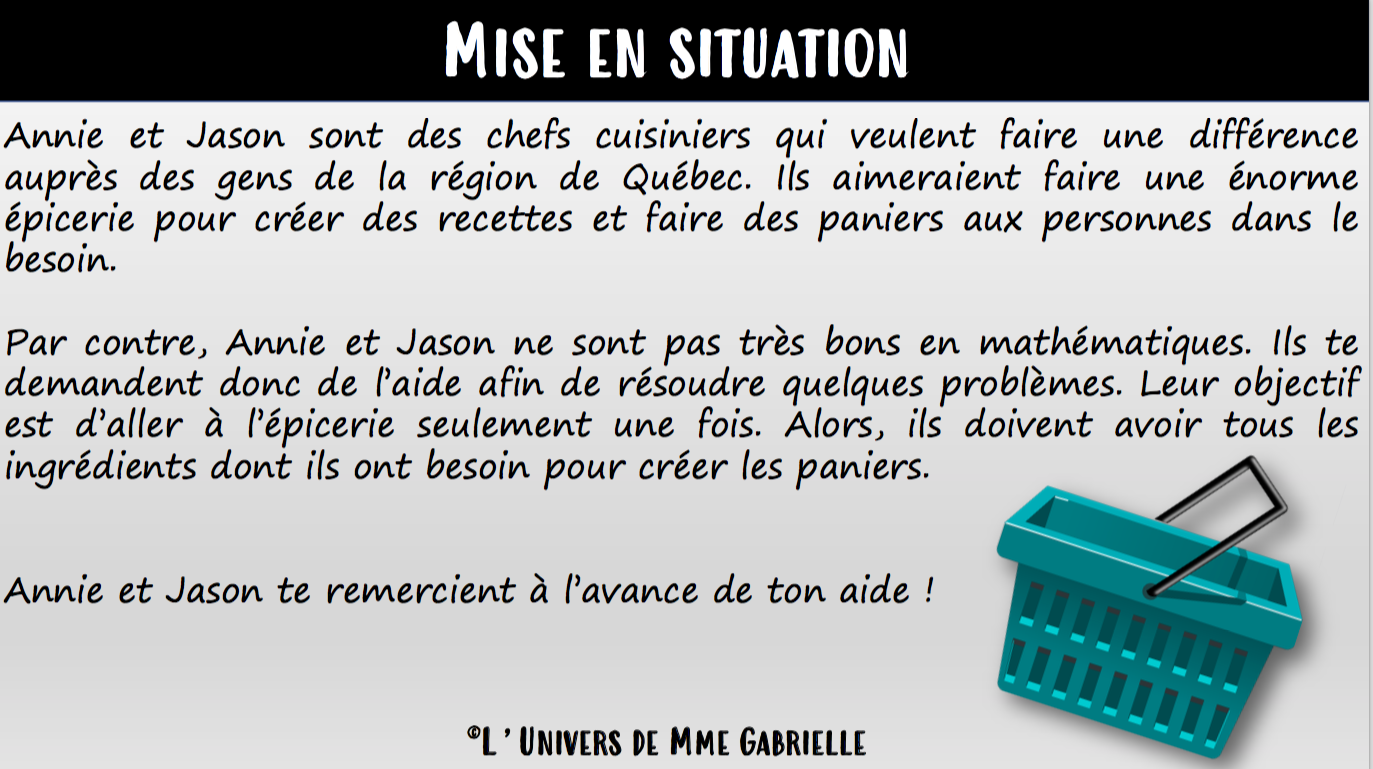 MISE EN SITUATION
Annie et Jason sont des chefs cuisiniers qui veulent faire une différence
auprès des gens de la région de Québec. Ils aimeraient faire une énorme
épicerie pour créer des recettes et faire des paniers aux personnes dans le
besoin.
Par contre, Annie et Jason ne sont pas très bons en mathématiques. Ils te
demandent donc de l'aide afin de résoudre quelques problèmes. Leur objectif
est d'aller à l'épicerie seulement une fois. Alors, ils doivent avoir tous les
ingrédients dont ils ont besoin pour créer les paniers.
Annie et Jason te remercient à l'avance de ton aide !
©L'UNIVERS DE MME GABRIELLE